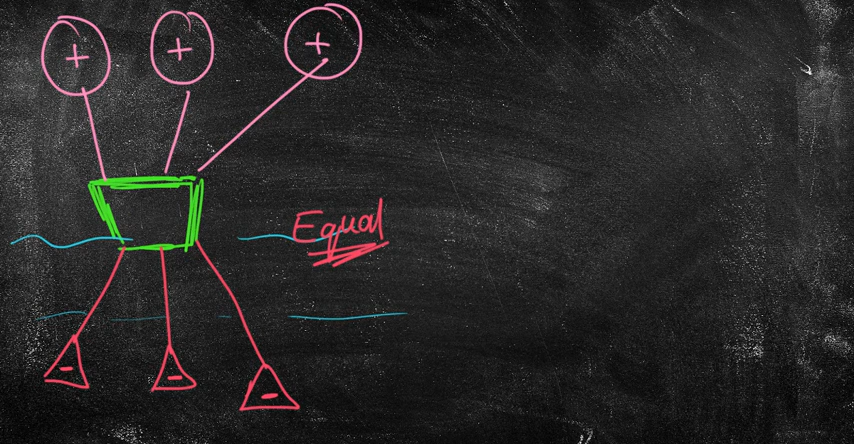 + + +
Equal
- - -